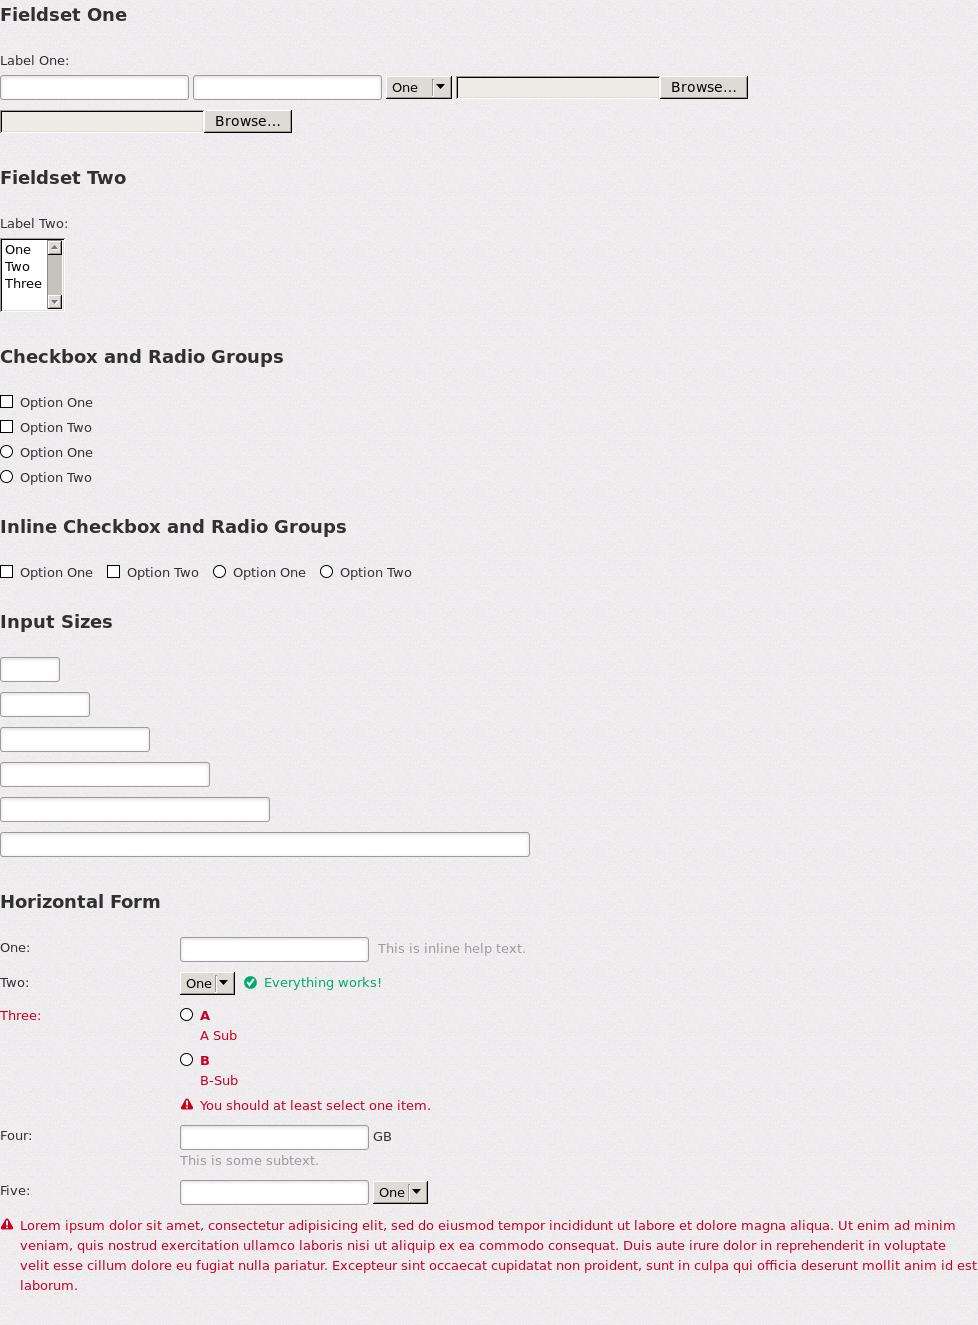 Fieldset One
Label One:
One Browse...
Browse...
Fieldset Two
Label Two:
One
Two
Three
Checkbox and Radio Groups
Option One
Option Two
Option One
Option Two
Inline Checkbox and Radio Groups
Option One Option Two Option One Option Two
Input Sizes
Horizontal Form
One: This is inline help text.
Two: One Everything works!
Three: A
A Sub
B
B-Sub
You should at least select one item.
Four: GB
This is some subtext.
Five: One
Lorem ipsum dolor sit amet, consectetur adipisicing elit, sed do eiusmod tempor incididunt ut labore et dolore magna aliqua. Ut enim ad minim
veniam, quis nostrud exercitation ullamco laboris nisi ut aliquip ex ea commodo consequat. Duis aute irure dolor in reprehenderit in voluptate
velit esse cillum dolore eu fugiat nulla pariatur. Excepteur sint occaecat cupidatat non proident, sunt in culpa qui officia deserunt mollit anim id est
laborum.